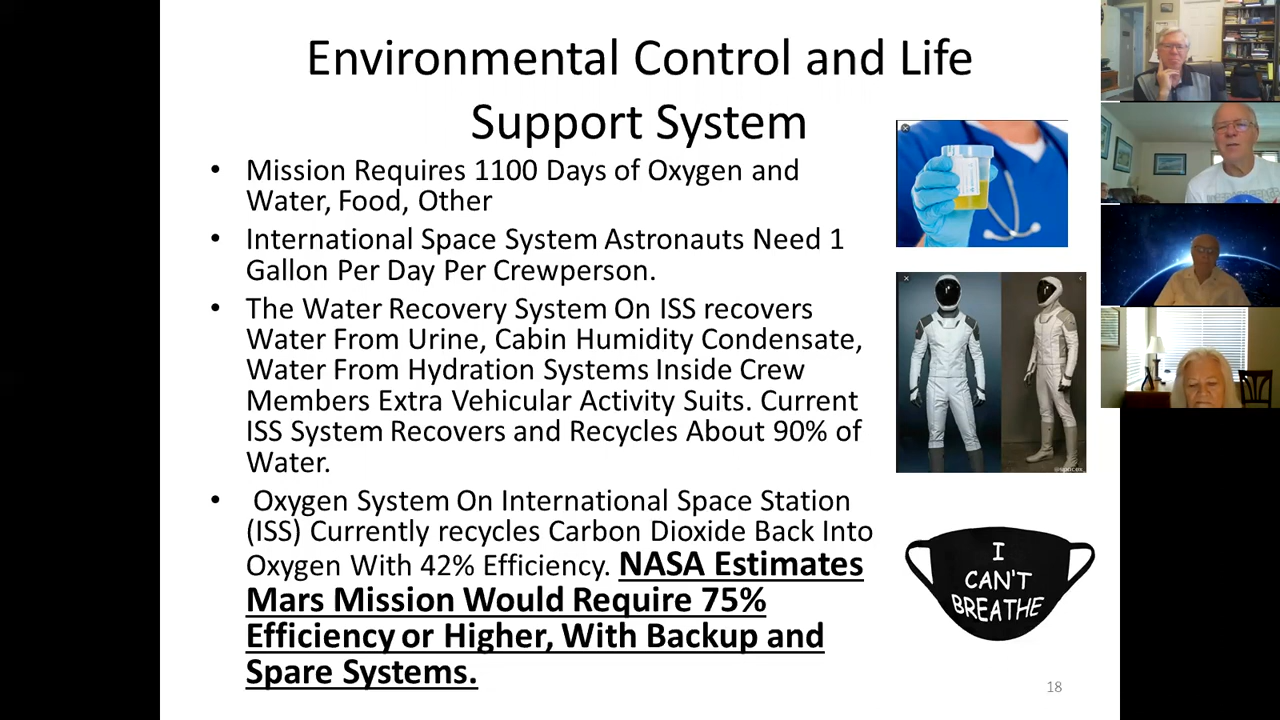 Environmental Control and Life
Support System
• Mission Requires 1100 Days of Oxygen and
Water, Food, Other
• International Space System Astronauts Need 1
Gallon Per Day Per Crewperson.
• The Water Recovery System On ISS recovers
Water From Urine, Cabin Humidity Condensate,
Water From Hydration Systems Inside Crew
Members Extra Vehicular Activity Suits. Current
ISS System Recovers and Recycles About 90% of
Water.
• Oxygen System On International Space Station
(ISS) Currently recycles Carbon Dioxide Back Into
Oxygen With 42% Efficiency. NASA Estimates
Mars Mission Would Require 75%
Efficiency or Higher, With Backup and
Spare Systems.
@spacex
I
CAN'T
BREATHE
18